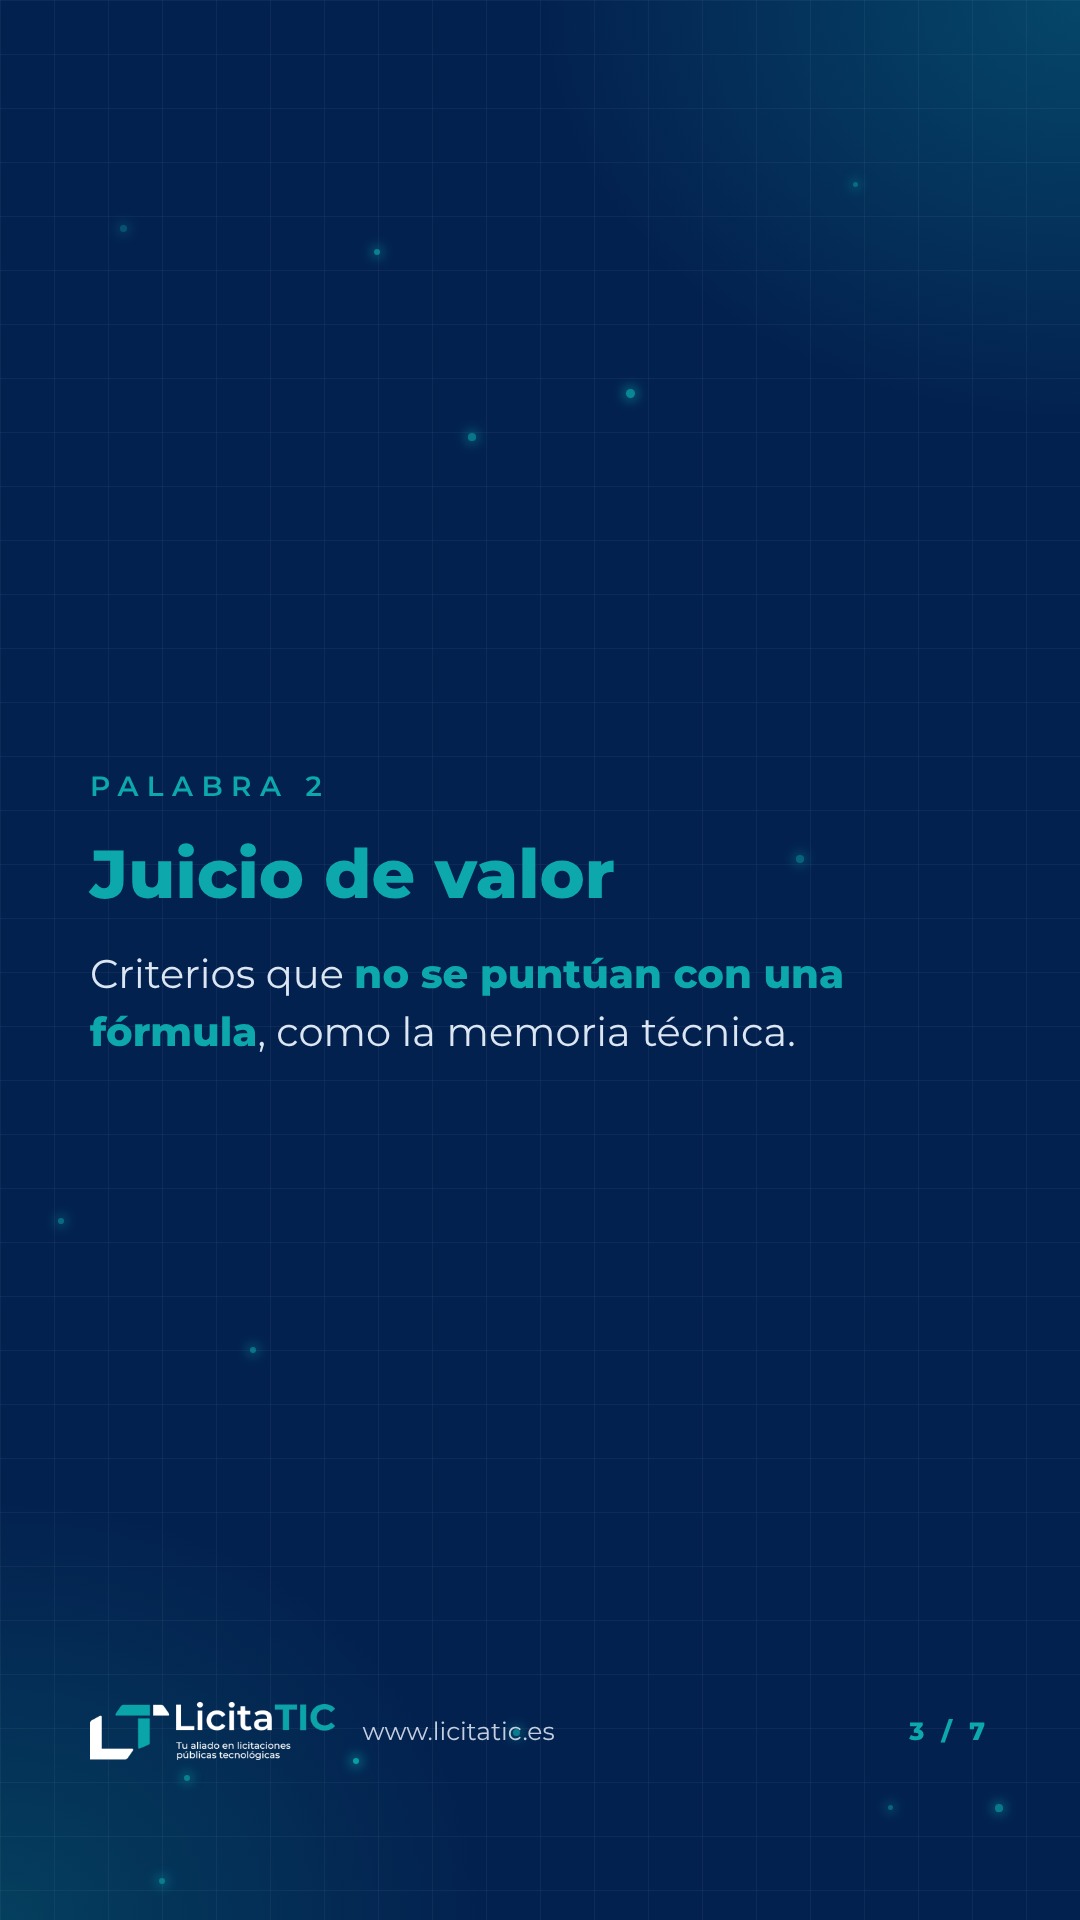 PALABRA 2
Juicio de valor
Criterios que no se puntúan con una
fórmula, como la memoria técnica.
LicitaTIC
Tu aliado en licitaciones
públicas tecnológicas
www.licitatic.es
3 / 7